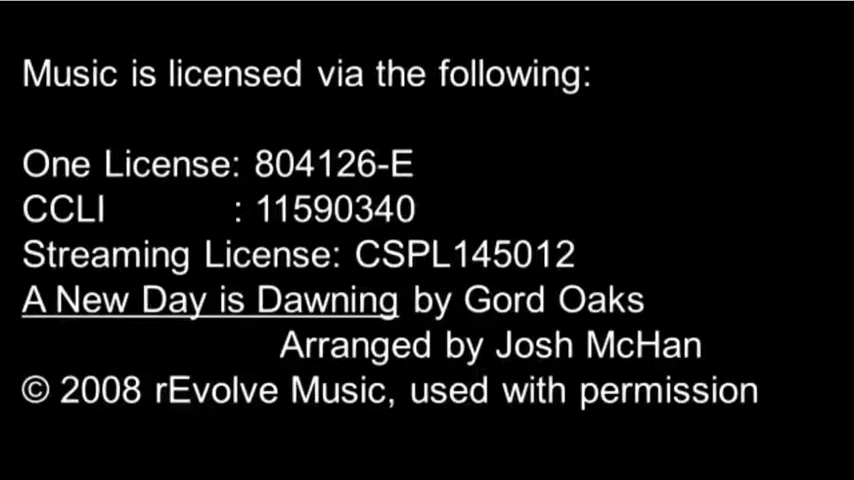 Music is licensed via the following:
One License: 804126-E
CCLI : 11590340
Streaming License: CSPL145012
A New Day is Dawning by Gord Oaks
Arranged by Josh McHan
© 2008 rEvolve Music, used with permission